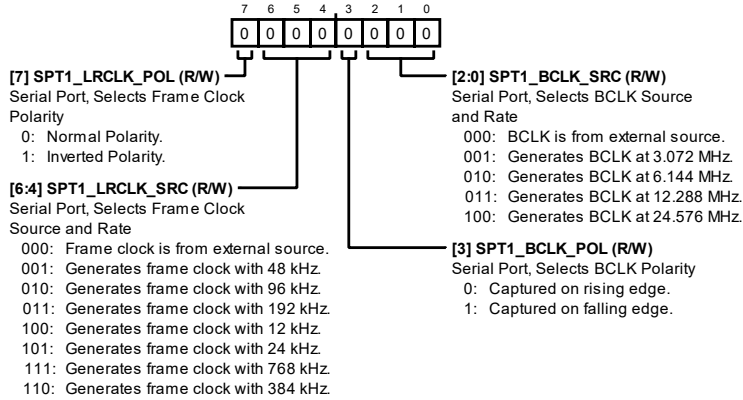 7 6 5 4 3 2 1 0
0 0 0 0 0 0 0 0
[7] SPT1_LRCLK_POL (R/W)
Serial Port, Selects Frame Clock
Polarity
0: Normal Polarity.
1: Inverted Polarity.
[6:4] SPT1_LRCLK_SRC (R/W)
Serial Port, Selects Frame Clock
Source and Rate
000: Frame clock is from external source.
001: Generates frame clock with 48 kHz.
010: Generates frame clock with 96 kHz.
011: Generates frame clock with 192 kHz.
100: Generates frame clock with 12 kHz.
101: Generates frame clock with 24 kHz.
111: Generates frame clock with 768 kHz.
110: Generates frame clock with 384 kHz.
[2:0] SPT1_BCLK_SRC (R/W)
Serial Port, Selects BCLK Source
and Rate
000: BCLK is from external source.
001: Generates BCLK at 3.072 MHz.
010: Generates BCLK at 6.144 MHz.
011: Generates BCLK at 12.288 MHz.
100: Generates BCLK at 24.576 MHz.
[3] SPT1_BCLK_POL (R/W)
Serial Port, Selects BCLK Polarity
0: Captured on rising edge.
1: Captured on falling edge.